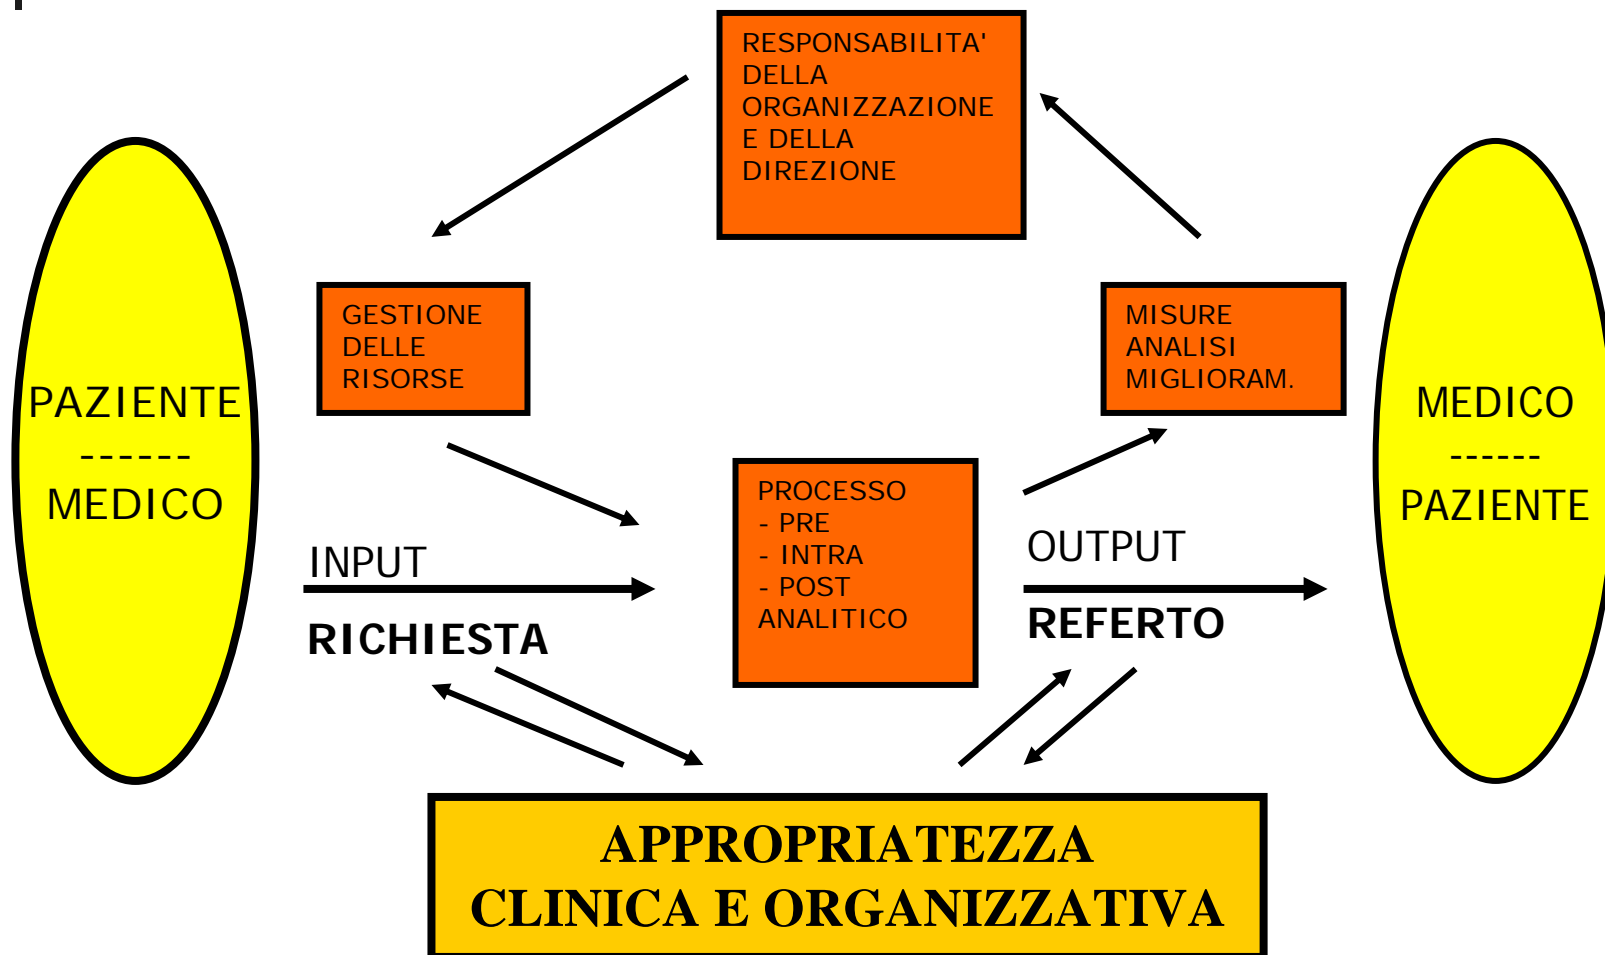 RESPONSABILITA'
DELLA
ORGANIZZAZIONE
E DELLA
DIREZIONE
GESTIONE
DELLE
RISORSE
MISURE
ANALISI
MIGLIORAM.
PAZIENTE
------
MEDICO
MEDICO
------
PAZIENTE
PROCESSO
- PRE
- INTRA
- POST
ANALITICO
INPUT
RICHIESTA
OUTPUT
REFERTO
APPROPRIATEZZA
CLINICA E ORGANIZZATIVA